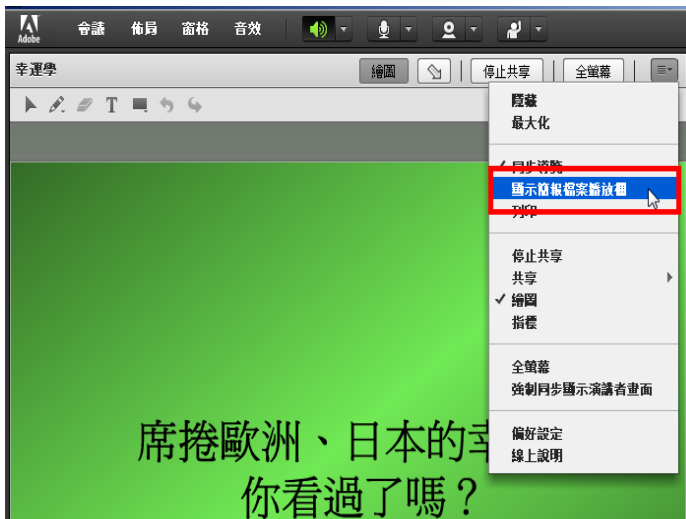 Adobe 會議 佈局 窗格 音效
幸運學 繪圖 停止共享 全螢幕
T
隱藏
最大化
✓ 同步導覽
顯示簡報檔案播放欄
列印
停止共享
共享
✓ 繪圖
指標
全螢幕
強制同步顯示演講者畫面
偏好設定
線上說明
席捲歐洲、日本的幸
你看過了嗎？